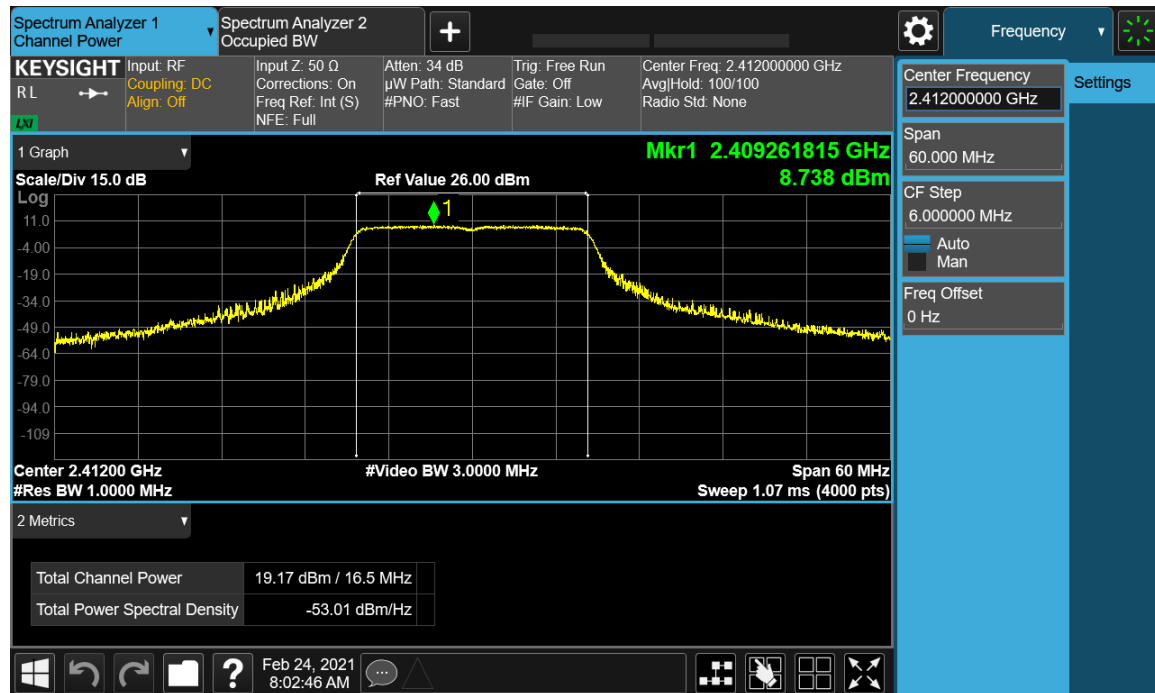 Spectrum Analyzer 1
Channel Power
Spectrum Analyzer 2
Occupied BW
Frequency
KEYSIGHT
R L
LXI
Input: RF
Coupling: DC
Align: Off
Input Z: 50 Ω
Corrections: On
Freq Ref: Int (S)
NFE: Full
Atten: 34 dB
µW Path: Standard
#PNO: Fast
Trig: Free Run
Gate: Off
#IF Gain: Low
Center Freq: 2.412000000 GHz
Avg|Hold: 100/100
Radio Std: None
Center Frequency
2.412000000 GHz
Settings
Span
60.000 MHz
CF Step
6.000000 MHz
Auto
Man
Freq Offset
0 Hz
1 Graph
Mkr1 2.409261815 GHz
8.738 dBm
Scale/Div 15.0 dB
Ref Value 26.00 dBm
Log
1
11.0
-4.00
-19.0
-34.0
-49.0
-64.0
-79.0
-94.0
-109
Center 2.41200 GHz
#Video BW 3.0000 MHz
Span 60 MHz
#Res BW 1.0000 MHz
Sweep 1.07 ms (4000 pts)
2 Metrics
Total Channel Power 19.17 dBm / 16.5 MHz
Total Power Spectral Density -53.01 dBm/Hz
?
Feb 24, 2021
8:02:46 AM